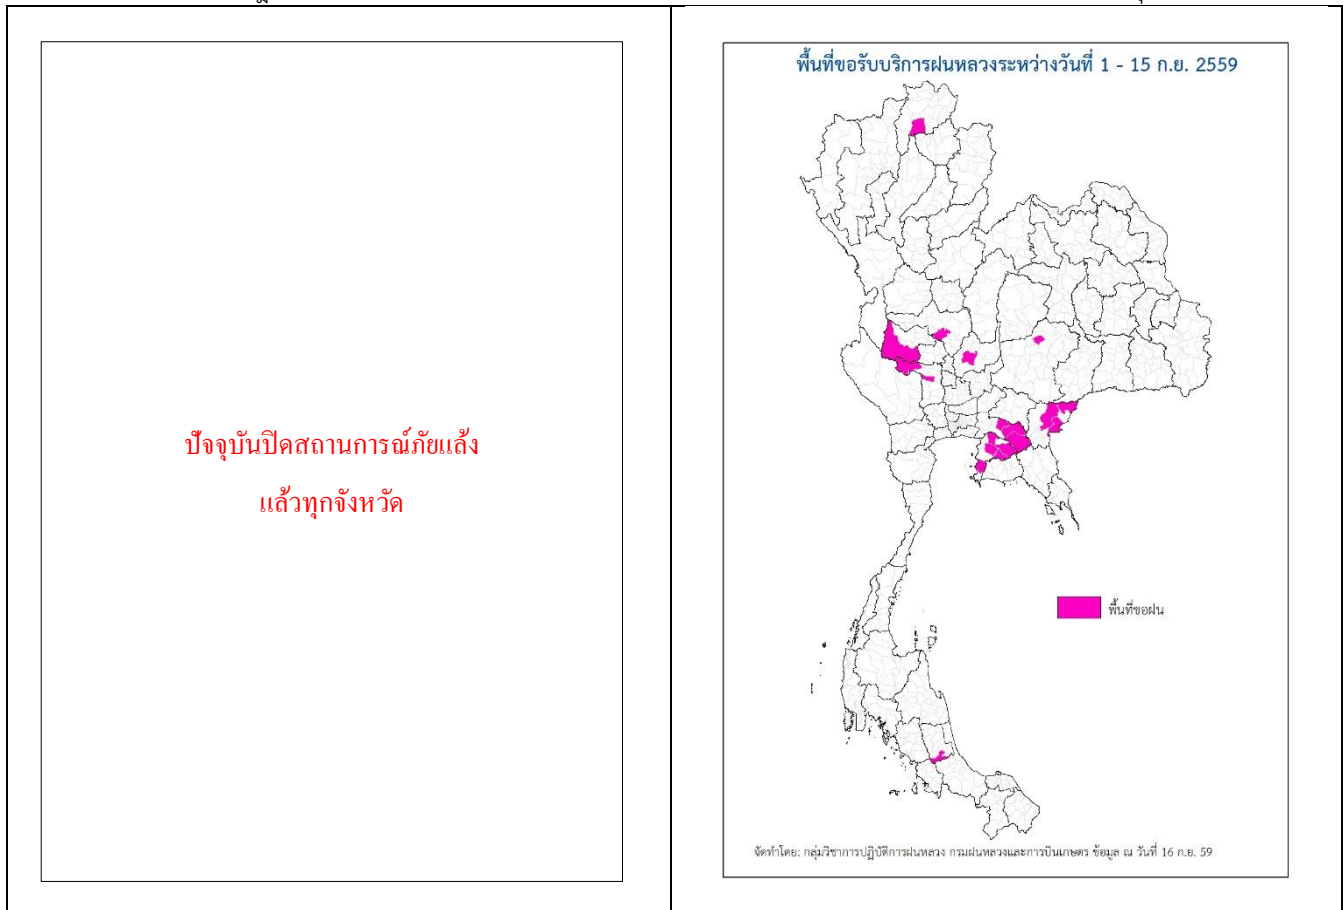 ปัจจุบันปิดสถานการณ์ภัยแล้ง
แล้วทุกจังหวัด
พื้นที่ขอรับบริการฝนหลวงระหว่างวันที่ 1 - 15 ก.ย. 2559
พื้นที่ขอฝน
จัดทำโดย: กลุ่มวิชาการปฏิบัติการฝนหลวง กรมฝนหลวงและการบินเกษตร ข้อมูล ณ วันที่ 16 ก.ย. 59